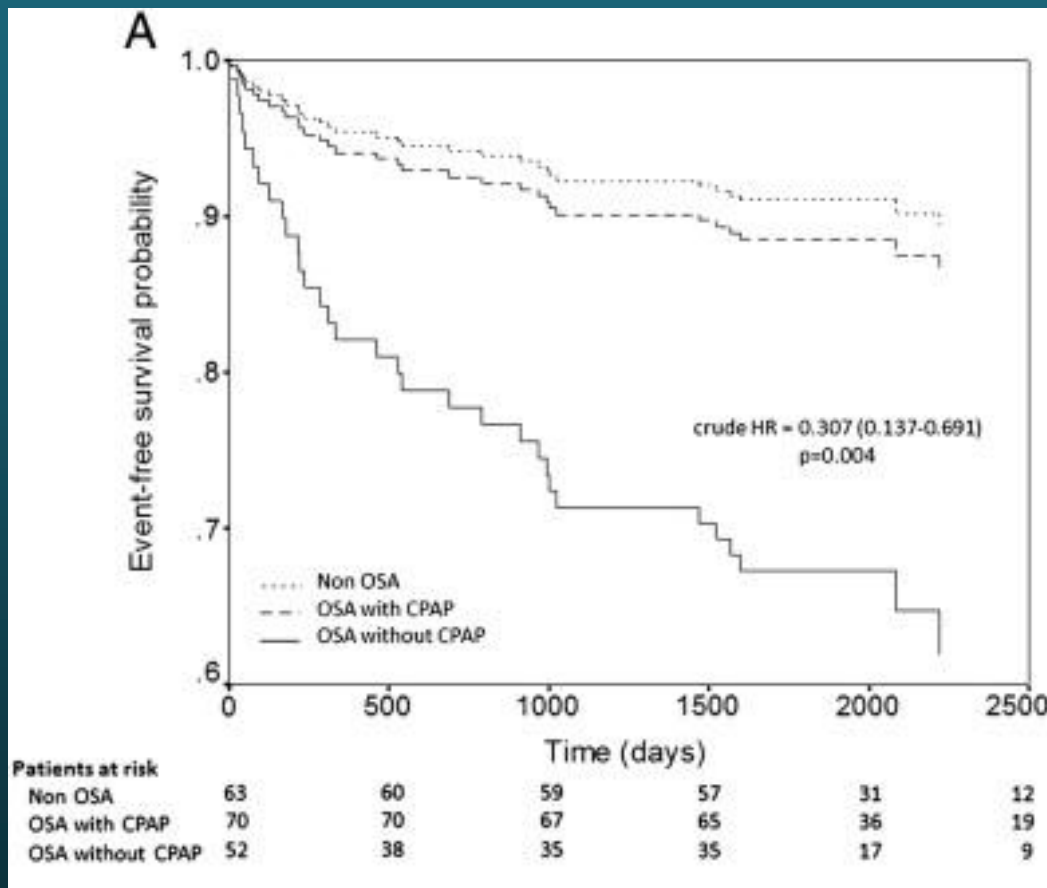 A
1.0
.9
.8
.7
.6
Event-free survival probability
crude HR = 0.307 (0.137-0.691)
p=0.004
Non OSA
OSA with CPAP
OSA without CPAP
0 500 1000 1500 2000 2500
Time (days)
Patients at risk
Non OSA 63 60 59 57 31 12
OSA with CPAP 70 70 67 65 36 19
OSA without CPAP 52 38 35 35 17 9